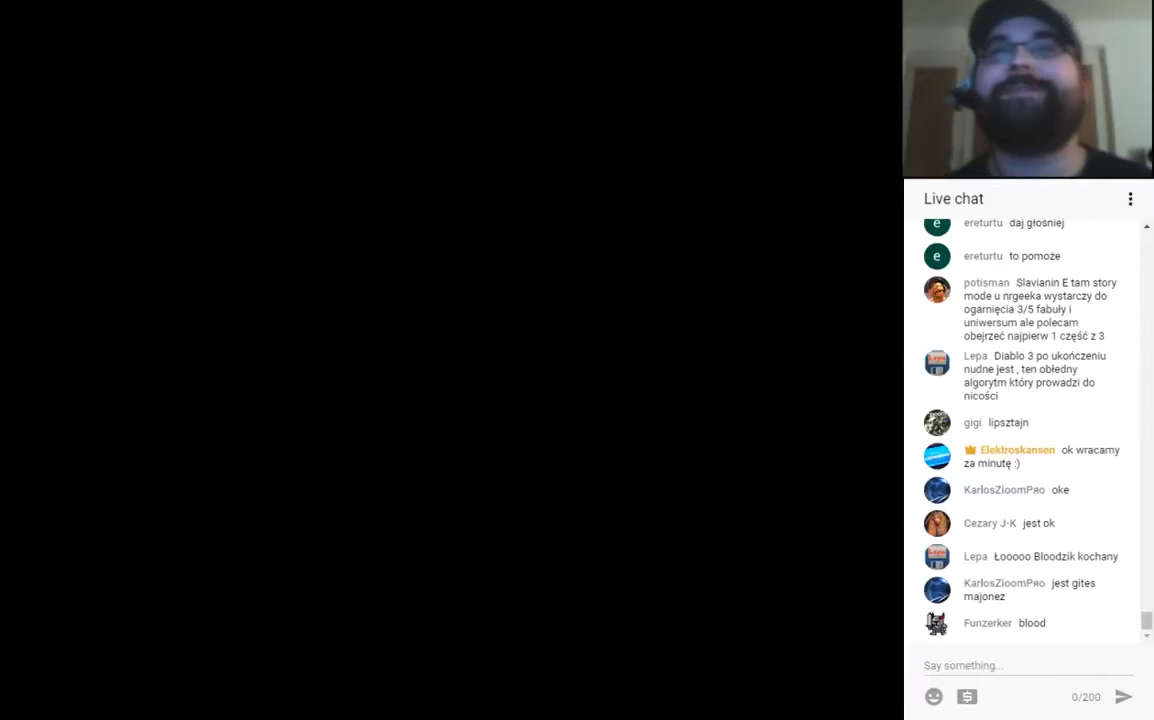 Live chat
e ereturtu daj głośniej
e ereturtu to pomoże
potisman Slavianin E tam story
mode u nrgeeka wystarczy do
ogarnięcia 3/5 fabuły i
uniwersum ale polecam
obejrzeć najpierw 1 część z 3
Lepa Diablo 3 po ukończeniu
nudne jest , ten obłedny
algorytm który prowadzi do
nicości
gigi lipsztajn
Elektroskansen ok wracamy
za minutę :)
KarlosZioomPяo oke
Cezary J-K jest ok
Lepa Łooooo Bloodzik kochany
KarlosZioomPяo jest gites
majonez
Funzerker blood
Say something...
0/200